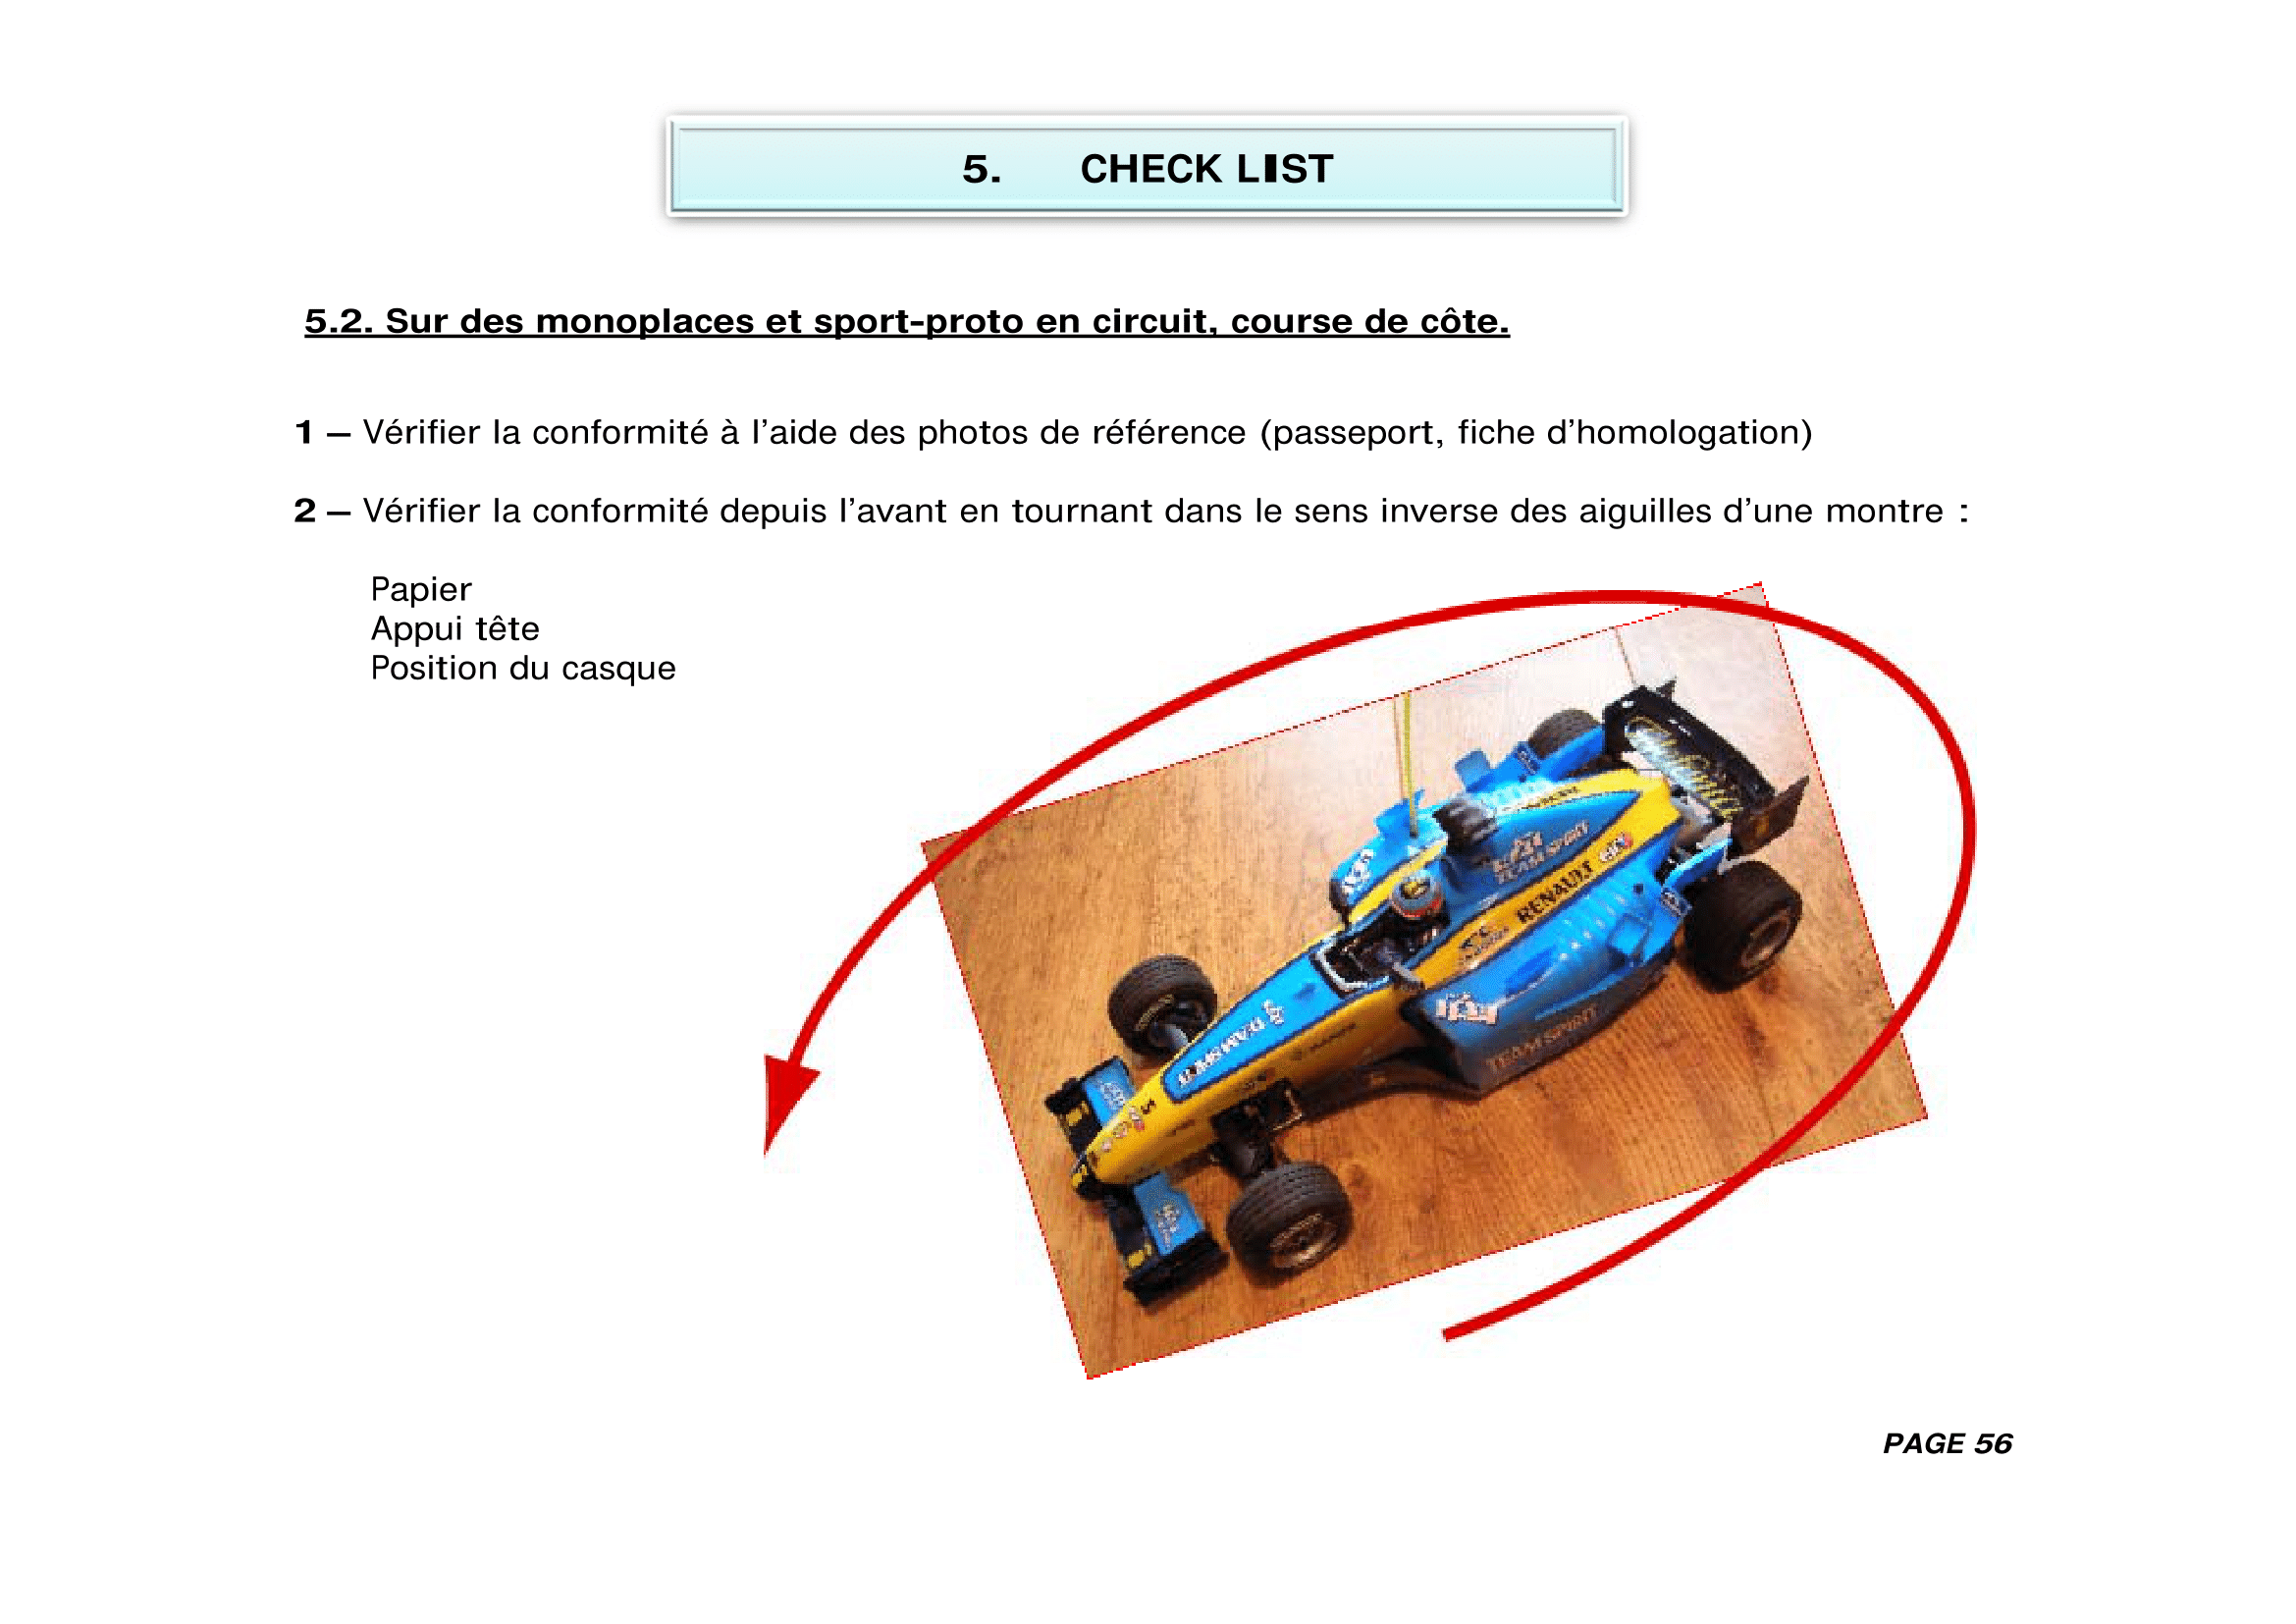 5. CHECK LIST
5.2. Sur des monoplaces et sport-proto en circuit, course de côte.
1 – Vérifier la conformité à l'aide des photos de référence (passeport, fiche d'homologation)
2 – Vérifier la conformité depuis l'avant en tournant dans le sens inverse des aiguilles d'une montre :
Papier
Appui tête
Position du casque
TEAM SPIRIT
RENAULT
TEAM SPIRIT
PAGE 56